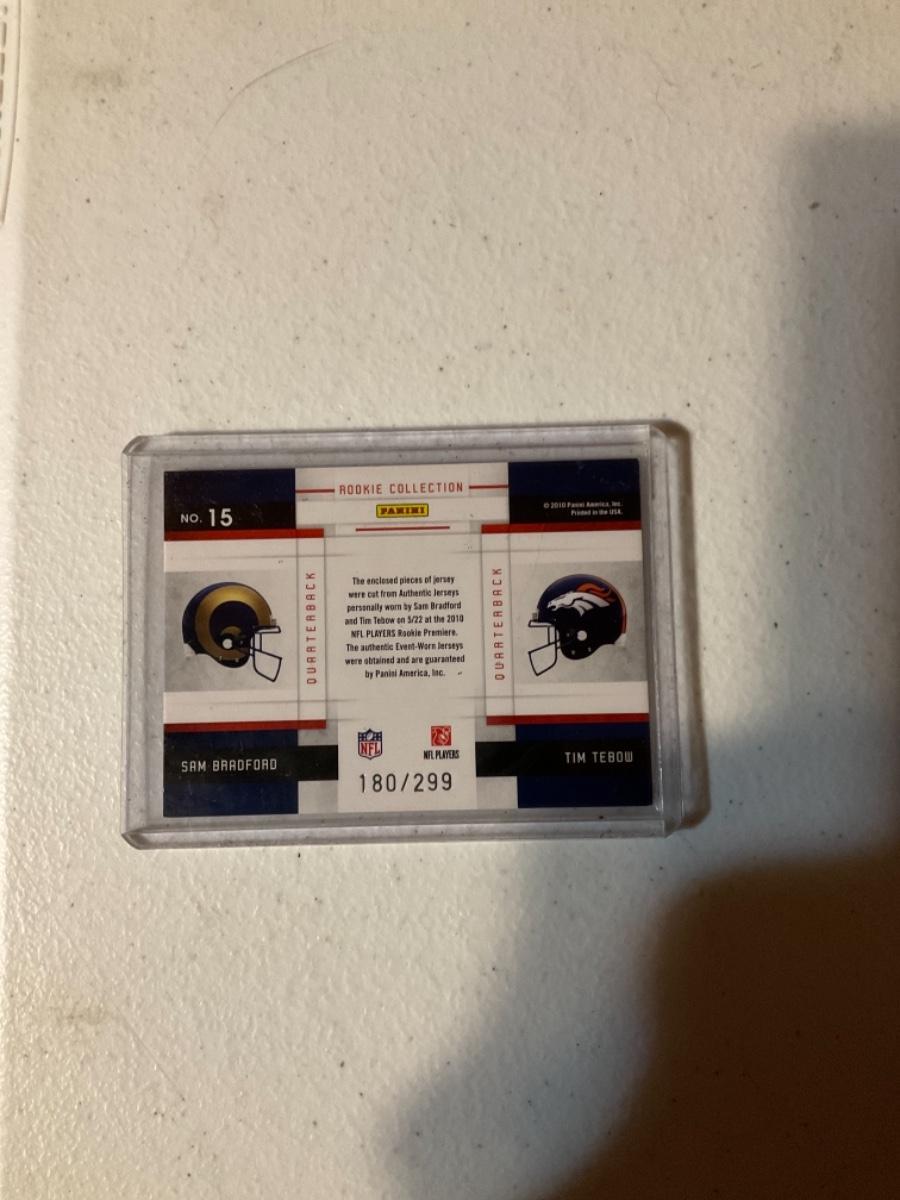 ROOKIE COLLECTION
PANINI
NO. 15
© 2010 Panini America, Inc.
Printed in the USA.
QUARTERBACK
The enclosed pieces of jersey
were cut from Authentic Jerseys
personally worn by Sam Bradford
and Tim Tebow on 5/22 at the 2010
NFL PLAYERS Rookie Premiere.
The authentic Event-Worn Jerseys
were obtained and are guaranteed
by Panini America, Inc.
QUARTERBACK
NFL
NFL PLAYERS
SAM BRADFORD
TIM TEBOW
180/299